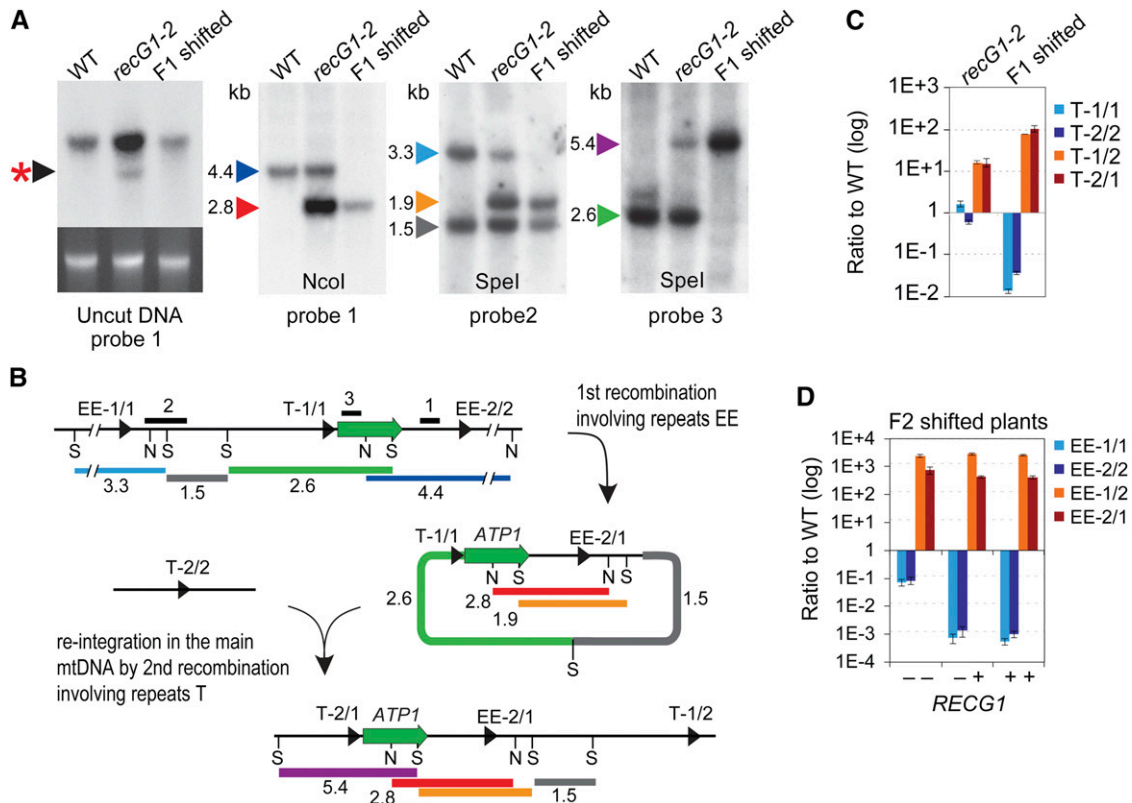 A
WT recG1-2 F1 shifted
*
Uncut DNA
probe 1
kb
WT recG1-2 F1 shifted
4.4
2.8
NcoI
probe 1
kb
WT recG1-2 F1 shifted
3.3
1.9
1.5
SpeI
probe2
kb
WT recG1-2 F1 shifted
5.4
2.6
SpeI
probe 3
C
recG1-2 F1 shifted
Ratio to WT (log)
1E+3
1E+2
1E+1
1
1E-1
1E-2
T-1/1
T-2/2
T-1/2
T-2/1
B
EE-1/1 2 T-1/1 3 1 EE-2/2
S N S S N S N
3.3 1.5 2.6 4.4
1st recombination
involving repeats EE
T-1/1 ATP1 EE-2/1
N S N S
2.6 2.8 1.5
1.9
S
T-2/2
re-integration in the main
mtDNA by 2nd recombination
involving repeats T
T-2/1 ATP1 EE-2/1 T-1/2
S N S N S S
5.4 2.8 1.5
D
F2 shifted plants
Ratio to WT (log)
1E+4
1E+3
1E+2
1E+1
1
1E-1
1E-2
1E-3
1E-4
EE-1/1
EE-2/2
EE-1/2
EE-2/1
− − − + + +
RECG1